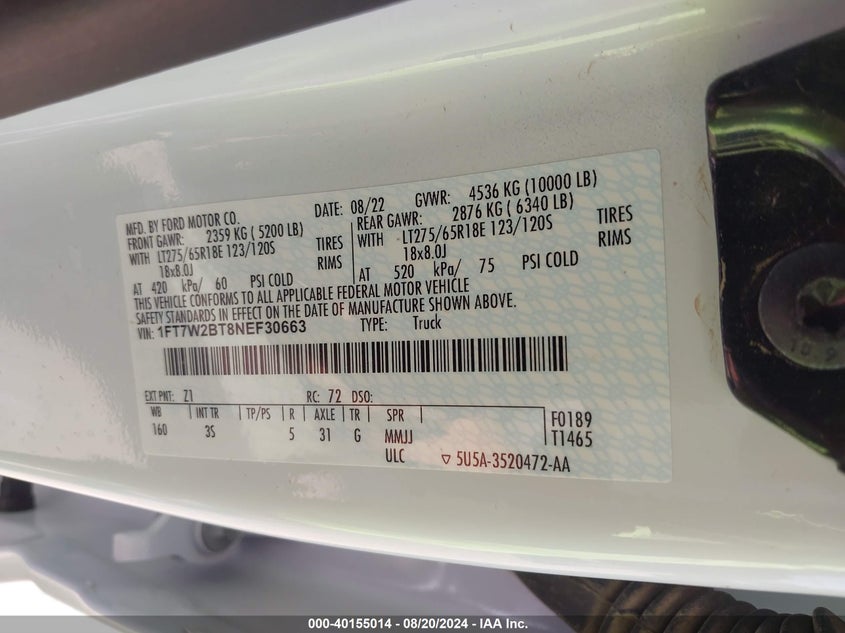 MFD. BY FORD MOTOR CO.
DATE: 08/22 GVWR: 4536 KG (10000 LB)
FRONT GAWR: 2359 KG ( 5200 LB) REAR GAWR: 2876 KG ( 6340 LB)
WITH LT275/65R18E 123/120S TIRES WITH LT275/65R18E 123/120S TIRES
18x8.0J RIMS 18x8.0J RIMS
AT 420 kPa/ 60 PSI COLD AT 520 kPa/ 75 PSI COLD
THIS VEHICLE CONFORMS TO ALL APPLICABLE FEDERAL MOTOR VEHICLE
SAFETY STANDARDS IN EFFECT ON THE DATE OF MANUFACTURE SHOWN ABOVE.
VIN: 1FT7W2BT8NEF30663 TYPE: Truck
EXT PNT: Z1 RC: 72 DSO:
WB INT TR TP/PS R AXLE TR SPR F0189
160 3S 5 31 G MMJJ T1465
ULC ▽ 5U5A-3520472-AA
000-40155014 - 08/20/2024 - IAA Inc.